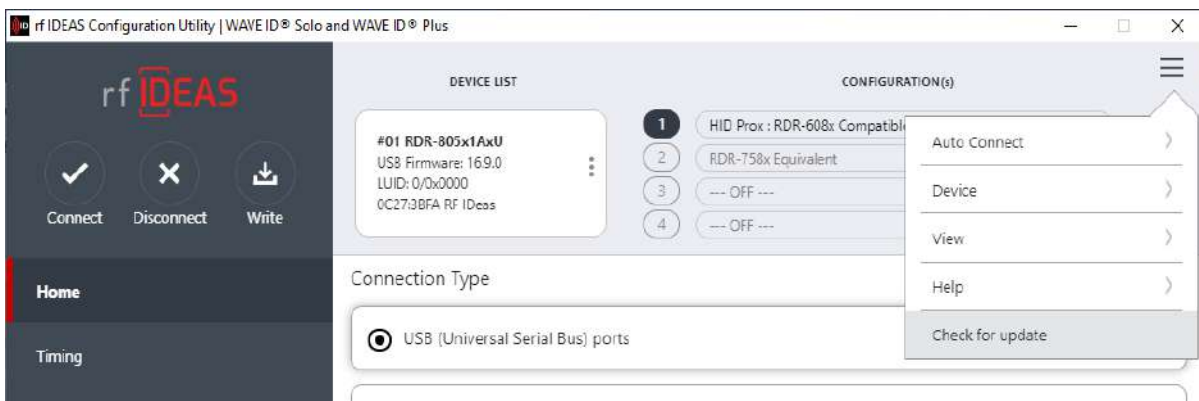 rf IDEAS Configuration Utility | WAVE ID® Solo and WAVE ID® Plus
rf IDEAS
Connect
Disconnect
Write
Home
Timing
DEVICE LIST
#01 RDR-805x1AxU
USB Firmware: 16.9.0
LUID: 0/0x0000
0C27:3BFA RF IDeas
CONFIGURATION(s)
1 HID Prox : RDR-608x Compatibl
2 RDR-758x Equivalent
3 --- OFF ---
4 --- OFF ---
Auto Connect
Device
View
Help
Check for update
Connection Type
USB (Universal Serial Bus) ports